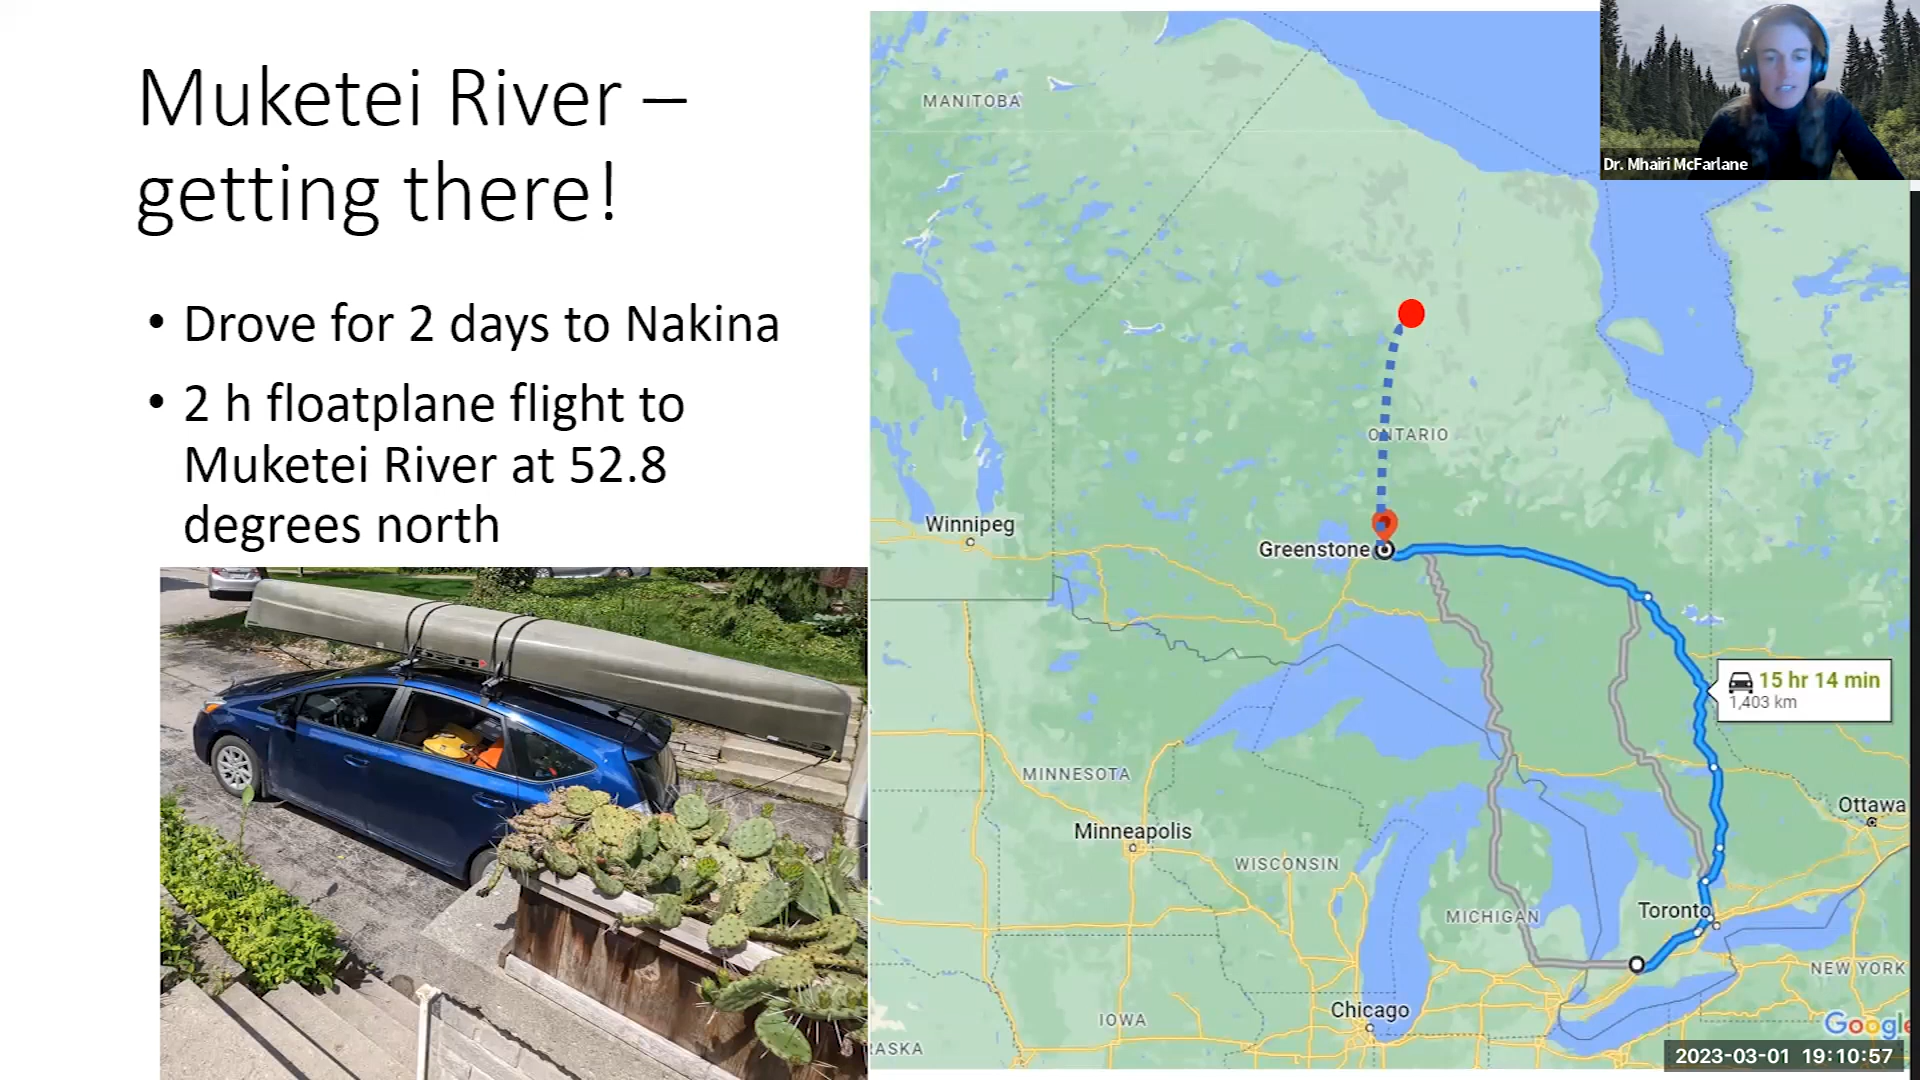 Muketei River –
getting there!
• Drove for 2 days to Nakina
• 2 h floatplane flight to
Muketei River at 52.8
degrees north
MANITOBA
ONTARIO
Winnipeg
Greenstone
15 hr 14 min
1,403 km
MINNESOTA
Ottawa
Minneapolis
WISCONSIN
MICHIGAN
Toronto
NEW YORK
Chicago
IOWA
RASKA
Google
Dr. Mhairi McFarlane
2023-03-01 19:10:57